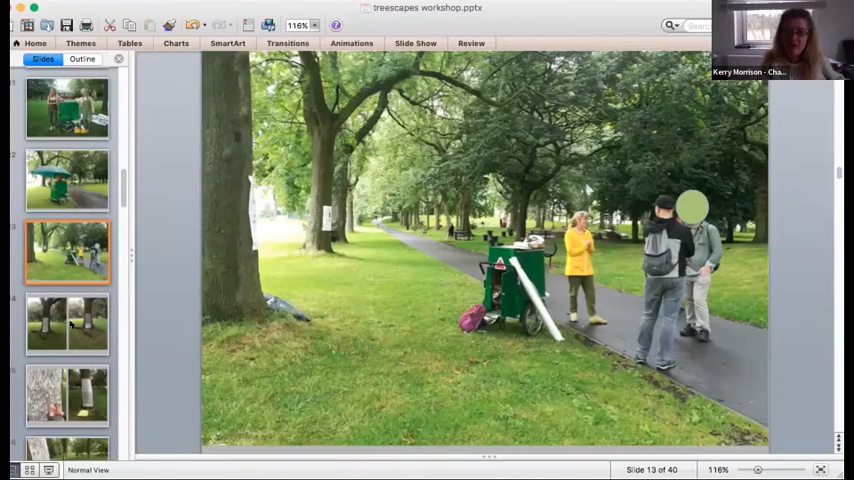 treescapes workshop.pptx
116%
Search
Home
Themes
Tables
Charts
SmartArt
Transitions
Animations
Slide Show
Review
Kerry Morrison - Cha...
Slides
Outline
Normal View
Slide 13 of 40
116%